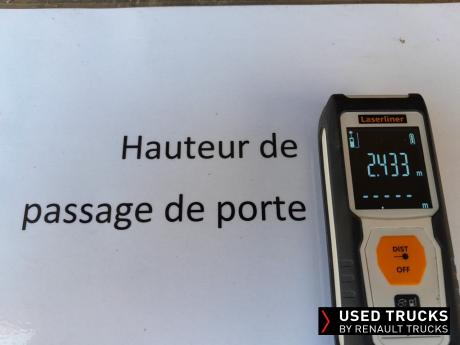 Hauteur de
passage de porte
Laserliner
2.433 m
- - - - - m
DIST
OFF
USED TRUCKS
BY RENAULT TRUCKS